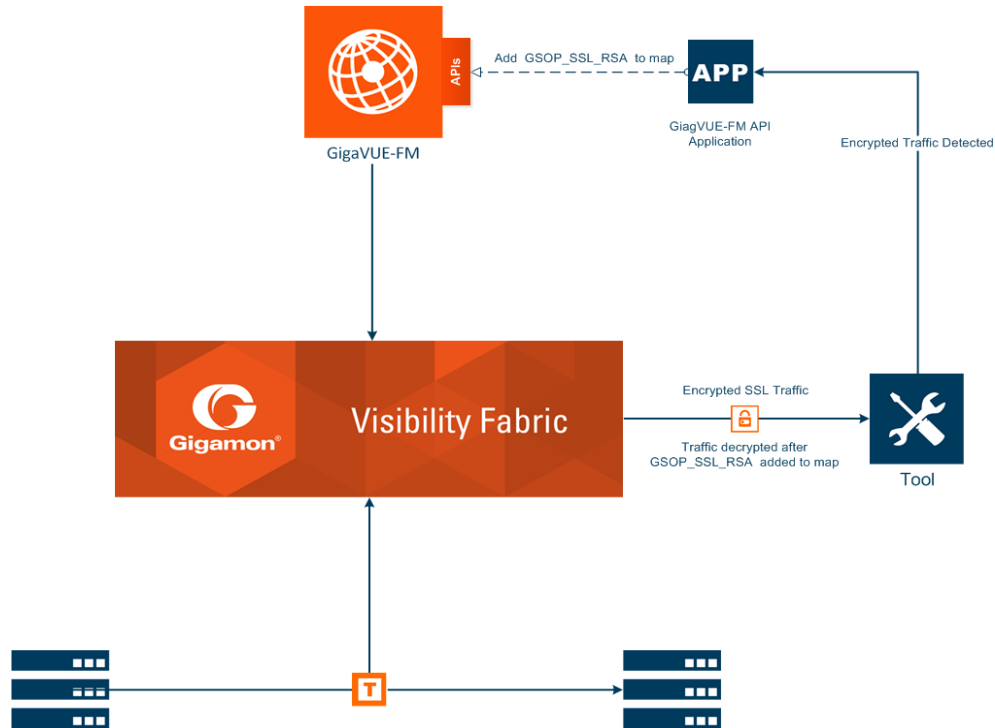 Add GSOP_SSL_RSA to map
APIs
APP
GiagVUE-FM API
Application
Encrypted Traffic Detected
GigaVUE-FM
Gigamon®
Visibility Fabric
Encrypted SSL Traffic
Traffic decrypted after
GSOP_SSL_RSA added to map
Tool
T